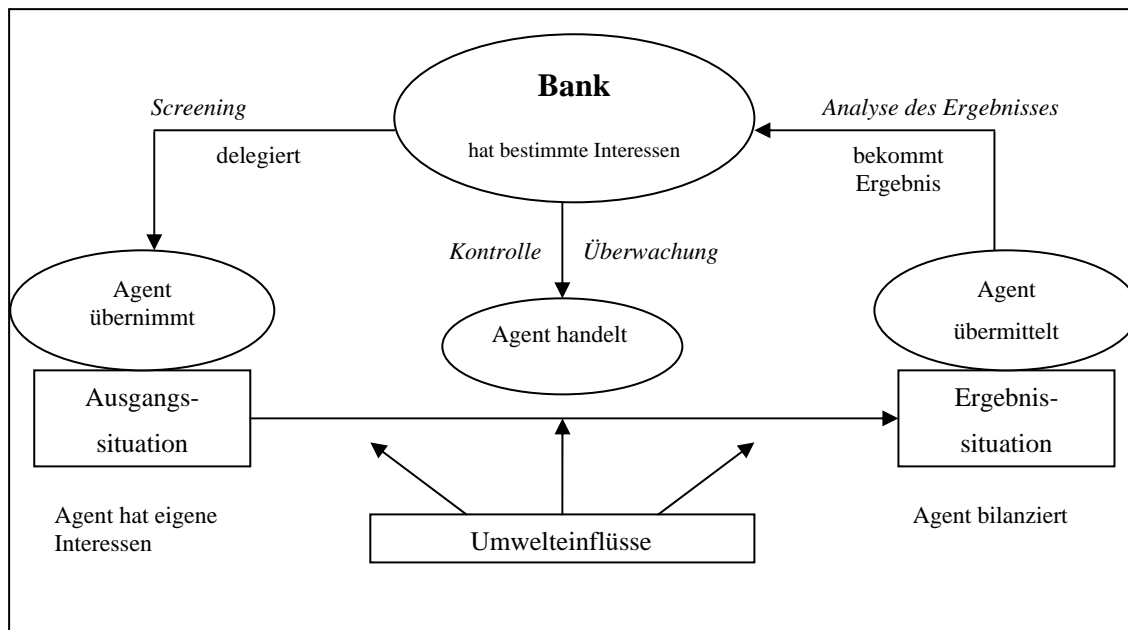 Bank
hat bestimmte Interessen
Screening
delegiert
Analyse des Ergebnisses
bekommt
Ergebnis
Kontrolle
Überwachung
Agent
übernimmt
Agent handelt
Agent
übermittelt
Ausgangs-
situation
Ergebnis-
situation
Agent hat eigene
Interessen
Umwelteinflüsse
Agent bilanziert